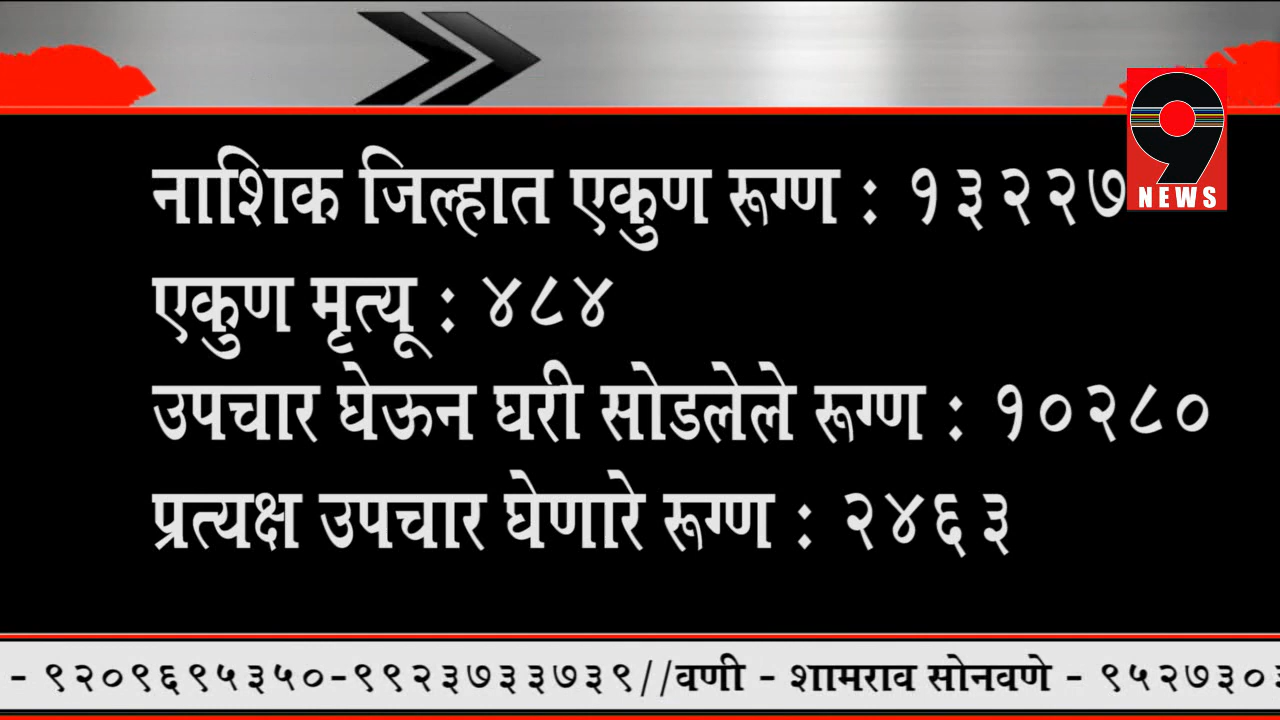 9
NEWS
नाशिक जिल्हात एकुण रूग्ण : १३२२७
एकुण मृत्यू : ४८४
उपचार घेऊन घरी सोडलेले रूग्ण : १०२८०
प्रत्यक्ष उपचार घेणारे रूग्ण : २४६३
- ९२०९६९५३५०-९९२३७३३७३९//वणी - शामराव सोनवणे - ९५२७३०